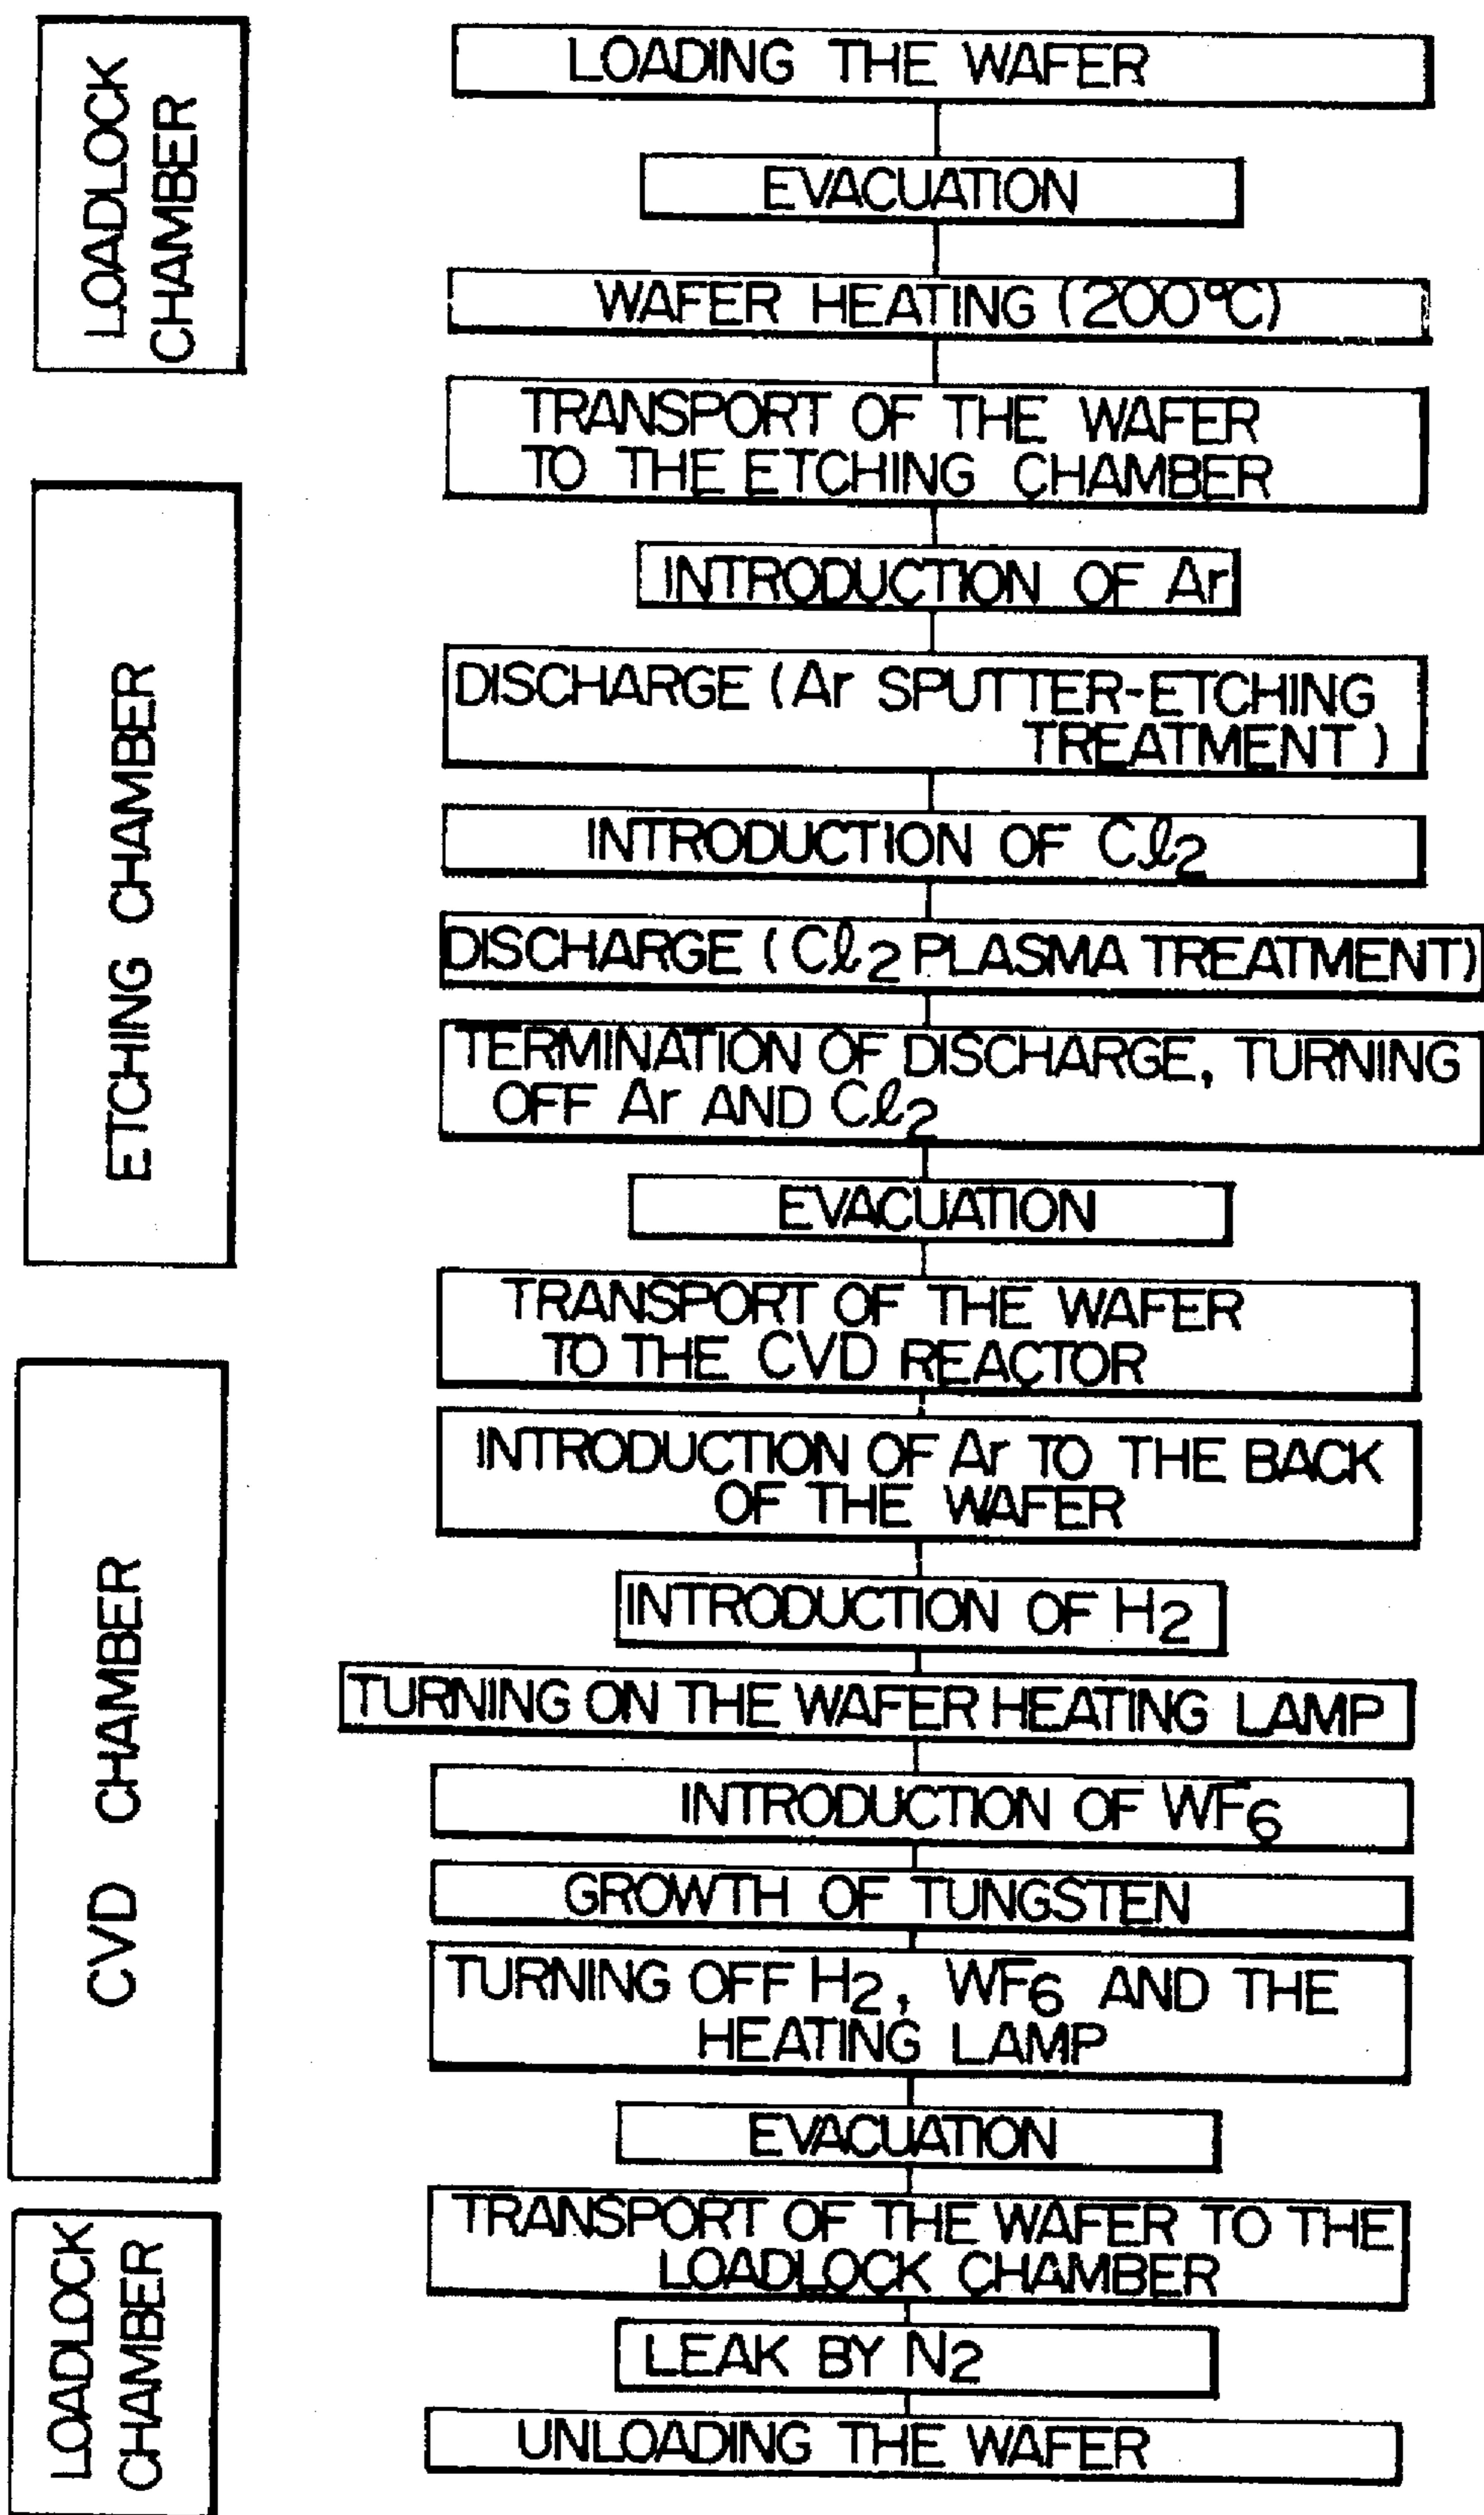 LOADLOCK
CHAMBER
LOADING THE WAFER
EVACUATION
WAFER HEATING (200°C)
TRANSPORT OF THE WAFER
TO THE ETCHING CHAMBER
ETCHING CHAMBER
INTRODUCTION OF Ar
DISCHARGE (Ar SPUTTER-ETCHING
TREATMENT)
INTRODUCTION OF Cℓ2
DISCHARGE (Cℓ2 PLASMA TREATMENT)
TERMINATION OF DISCHARGE, TURNING
OFF Ar AND Cℓ2
EVACUATION
TRANSPORT OF THE WAFER
TO THE CVD REACTOR
CVD CHAMBER
INTRODUCTION OF Ar TO THE BACK
OF THE WAFER
INTRODUCTION OF H2
TURNING ON THE WAFER HEATING LAMP
INTRODUCTION OF WF6
GROWTH OF TUNGSTEN
TURNING OFF H2, WF6 AND THE
HEATING LAMP
EVACUATION
TRANSPORT OF THE WAFER TO THE
LOADLOCK CHAMBER
LOADLOCK
CHAMBER
LEAK BY N2
UNLOADING THE WAFER